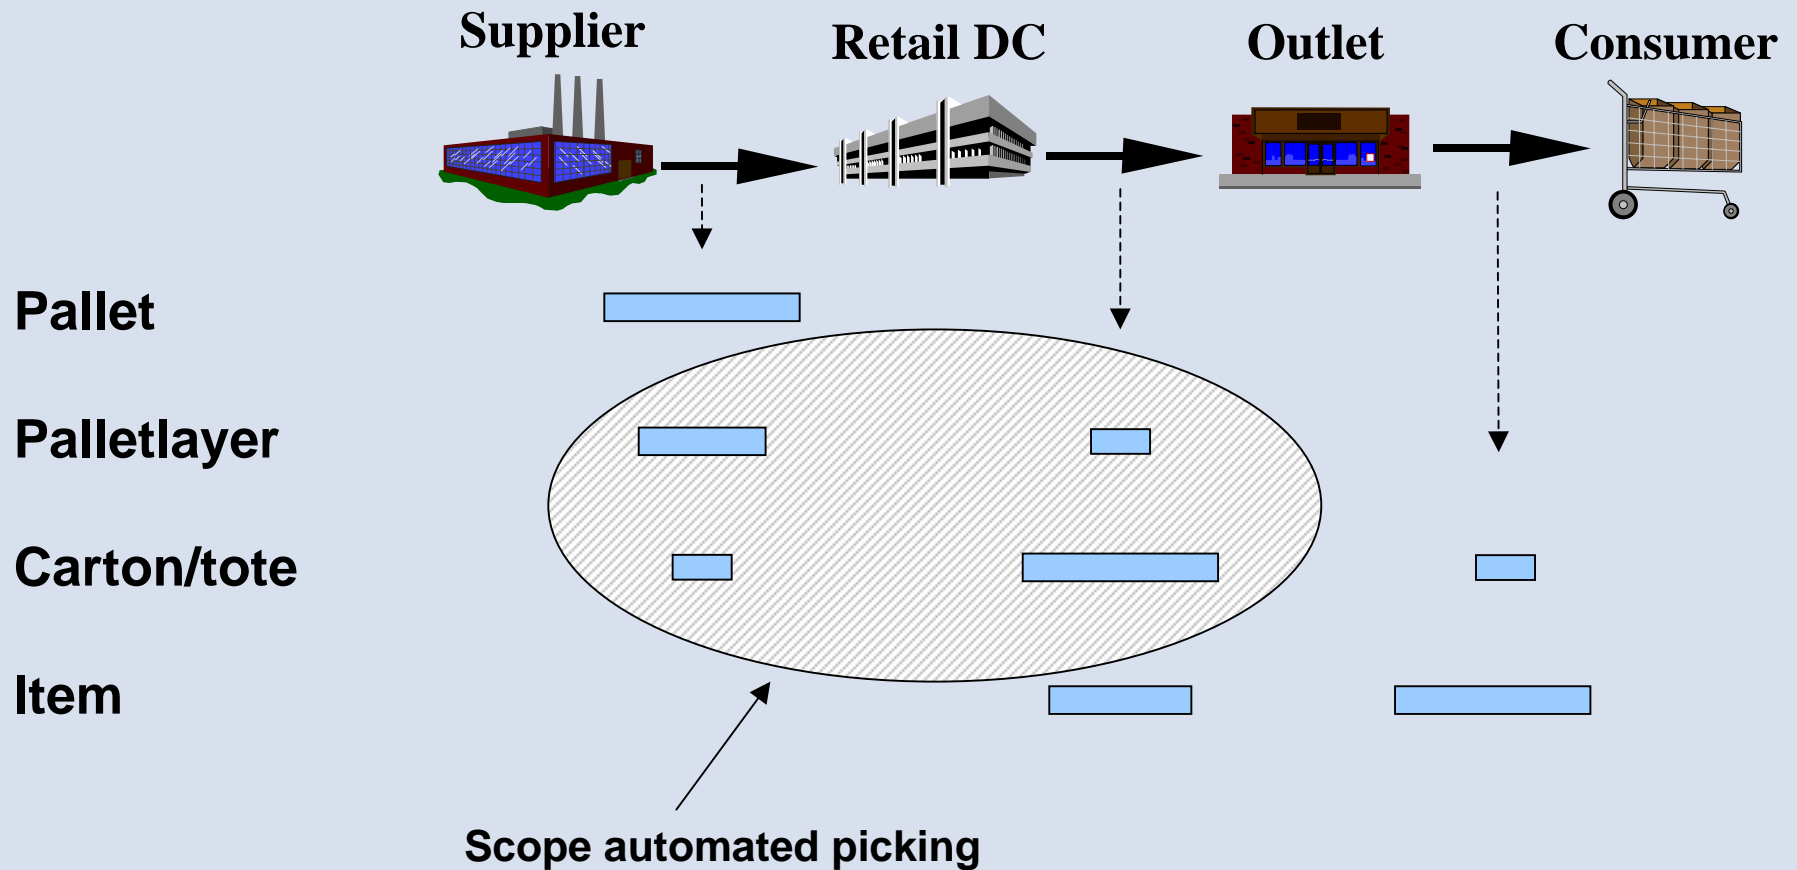 Supplier
Retail DC
Outlet
Consumer
Pallet
Palletlayer
Carton/tote
Item
Scope automated picking